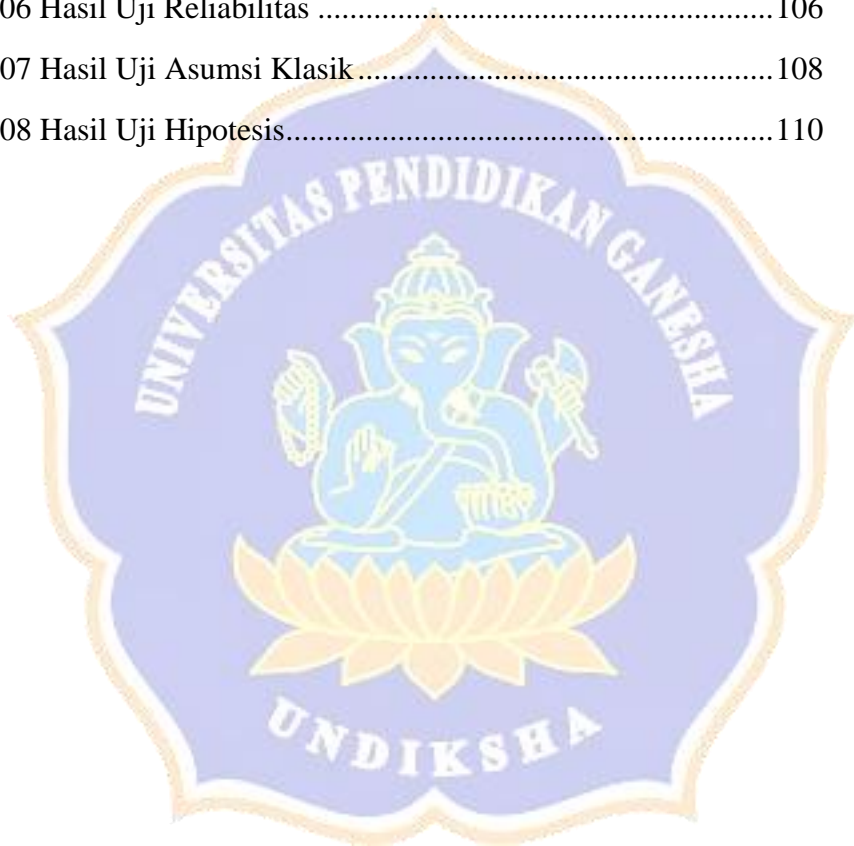 06 Hasil Uji Reliabilitas ........................................................106
07 Hasil Uji Asumsi Klasik....................................................108
08 Hasil Uji Hipotesis.............................................................110
UNIVERSITAS PENDIDIKAN GANESHA
UNDIKSHA